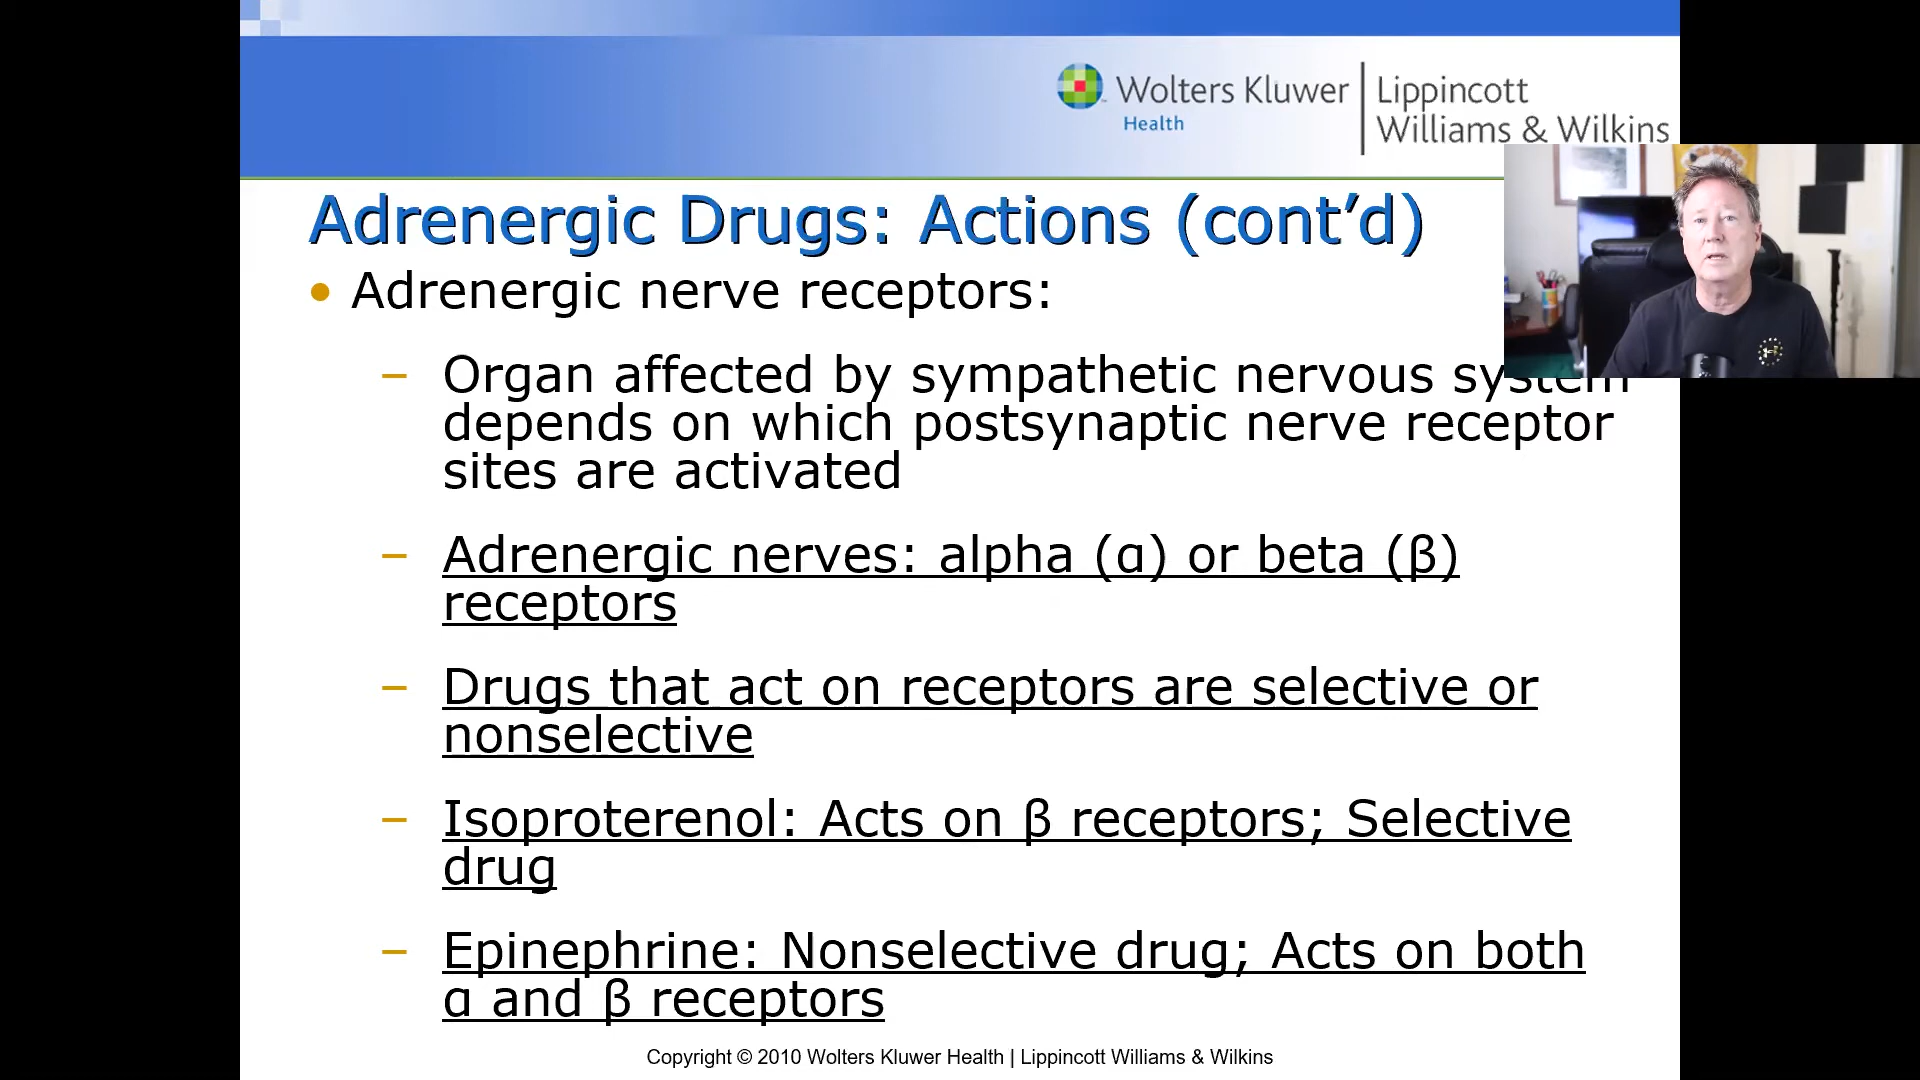 Wolters Kluwer
Health
Lippincott
Williams & Wilkins
Adrenergic Drugs: Actions (cont’d)
• Adrenergic nerve receptors:
– Organ affected by sympathetic nervous system
depends on which postsynaptic nerve receptor
sites are activated
– Adrenergic nerves: alpha (α) or beta (β)
receptors
– Drugs that act on receptors are selective or
nonselective
– Isoproterenol: Acts on β receptors; Selective
drug
– Epinephrine: Nonselective drug; Acts on both
α and β receptors
Copyright © 2010 Wolters Kluwer Health | Lippincott Williams & Wilkins